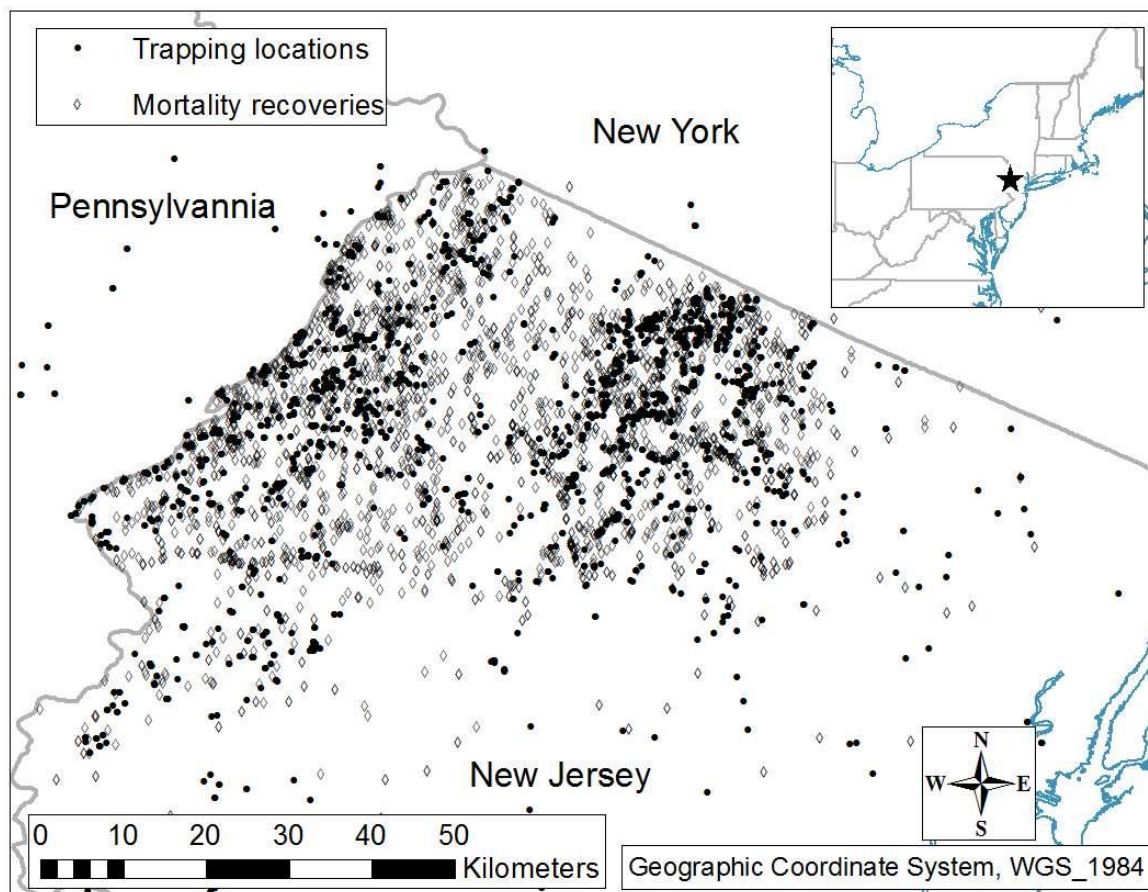 Trapping locations
Mortality recoveries
New York
Pennsylvannia
New Jersey
N
W E
S
0 10 20 30 40 50
Kilometers
Geographic Coordinate System, WGS_1984